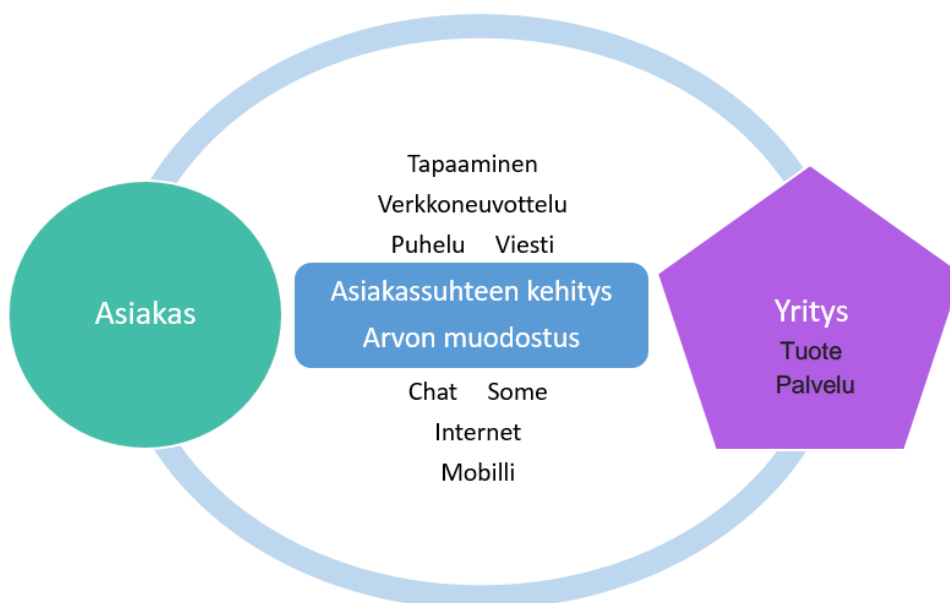 Tapaaminen
Verkkoneuvottelu
Puhelu Viesti
Asiakas
Asiakassuhteen kehitys
Arvon muodostus
Yritys
Tuote
Palvelu
Chat Some
Internet
Mobilli